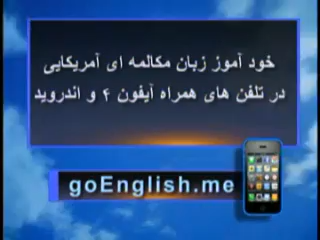 خود آموز زبان مکالمه ای آمریکایی
در تلفن های همراه آیفون ۴ و اندروید
goEnglish.me